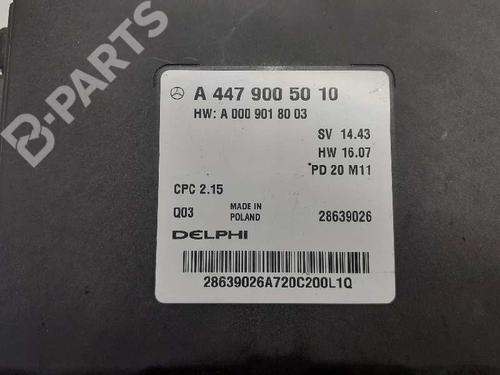 A 447 900 50 10
HW: A 000 901 80 03
SV 14.43
HW 16.07
PD 20 M11
CPC 2.15
Q03
MADE IN
POLAND
28639026
DELPHI
28639026A720C200L1Q
B-PARTS
B-PARTS